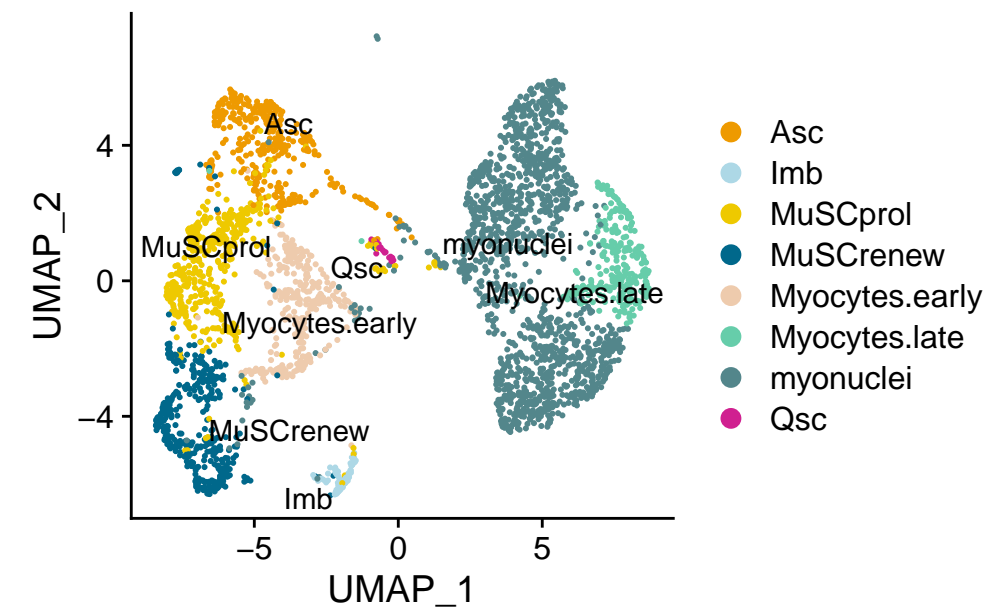 UMAP_2
4
0
−4
−5
0
5
UMAP_1
Asc
MuSCprol
Qsc
myonuclei
Myocytes.late
Myocytes.early
MuSCrenew
Imb
Asc
Imb
MuSCprol
MuSCrenew
Myocytes.early
Myocytes.late
myonuclei
Qsc